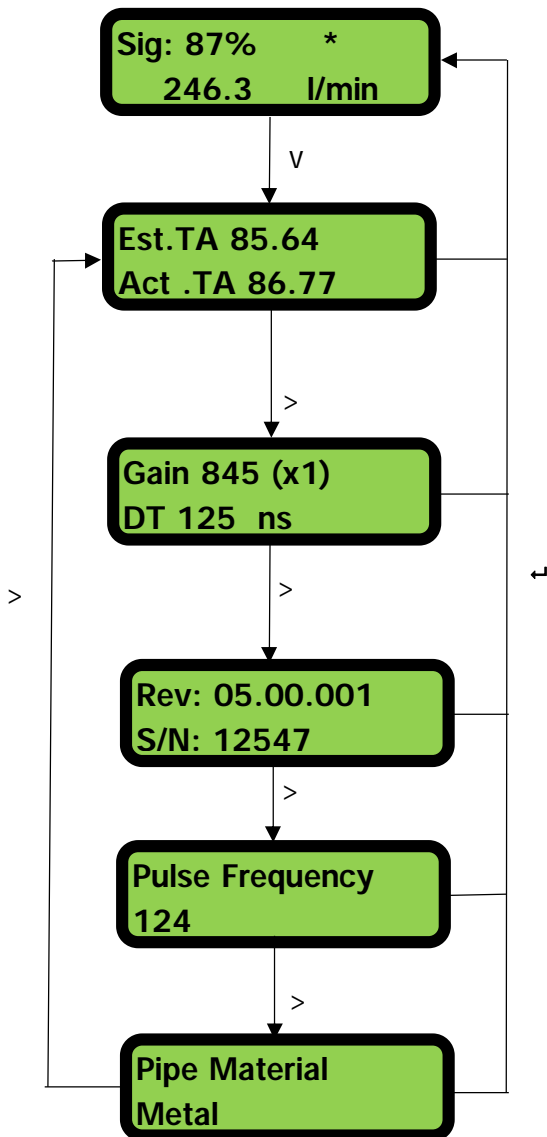 Sig: 87% *
246.3 l/min
V
Est.TA 85.64
Act .TA 86.77
>
Gain 845 (x1)
DT 125 ns
>
>
↵
Rev: 05.00.001
S/N: 12547
>
Pulse Frequency
124
>
Pipe Material
Metal